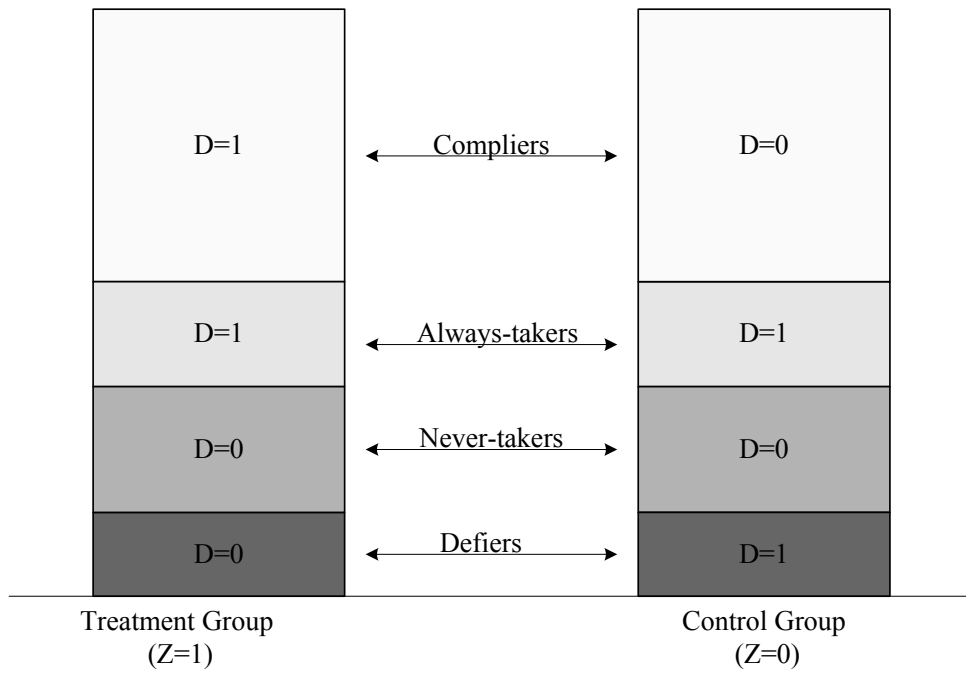 D=1
Compliers
D=0
D=1
Always-takers
D=1
D=0
Never-takers
D=0
D=0
Defiers
D=1
Treatment Group
(Z=1)
Control Group
(Z=0)